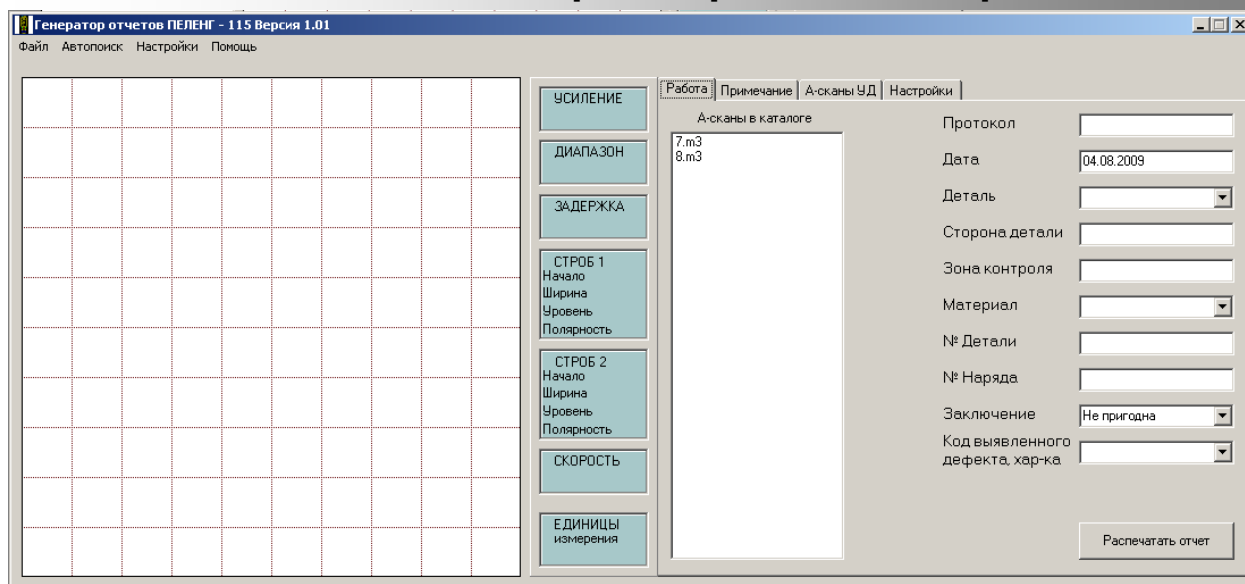 Генератор отчетов ПЕЛЕНГ - 115 Версия 1.01
Файл Автопоиск Настройки Помощь
УСИЛЕНИЕ
ДИАПАЗОН
ЗАДЕРЖКА
СТРОБ 1
Начало
Ширина
Уровень
Полярность
СТРОБ 2
Начало
Ширина
Уровень
Полярность
СКОРОСТЬ
ЕДИНИЦЫ
измерения
Работа Примечание А-сканы УД Настройки
А-сканы в каталоге
7.m3
8.m3
Протокол
Дата 04.08.2009
Деталь
Сторона детали
Зона контроля
Материал
№ Детали
№ Наряда
Заключение Не пригодна
Код выявленного
дефекта, хар-ка
Распечатать отчет